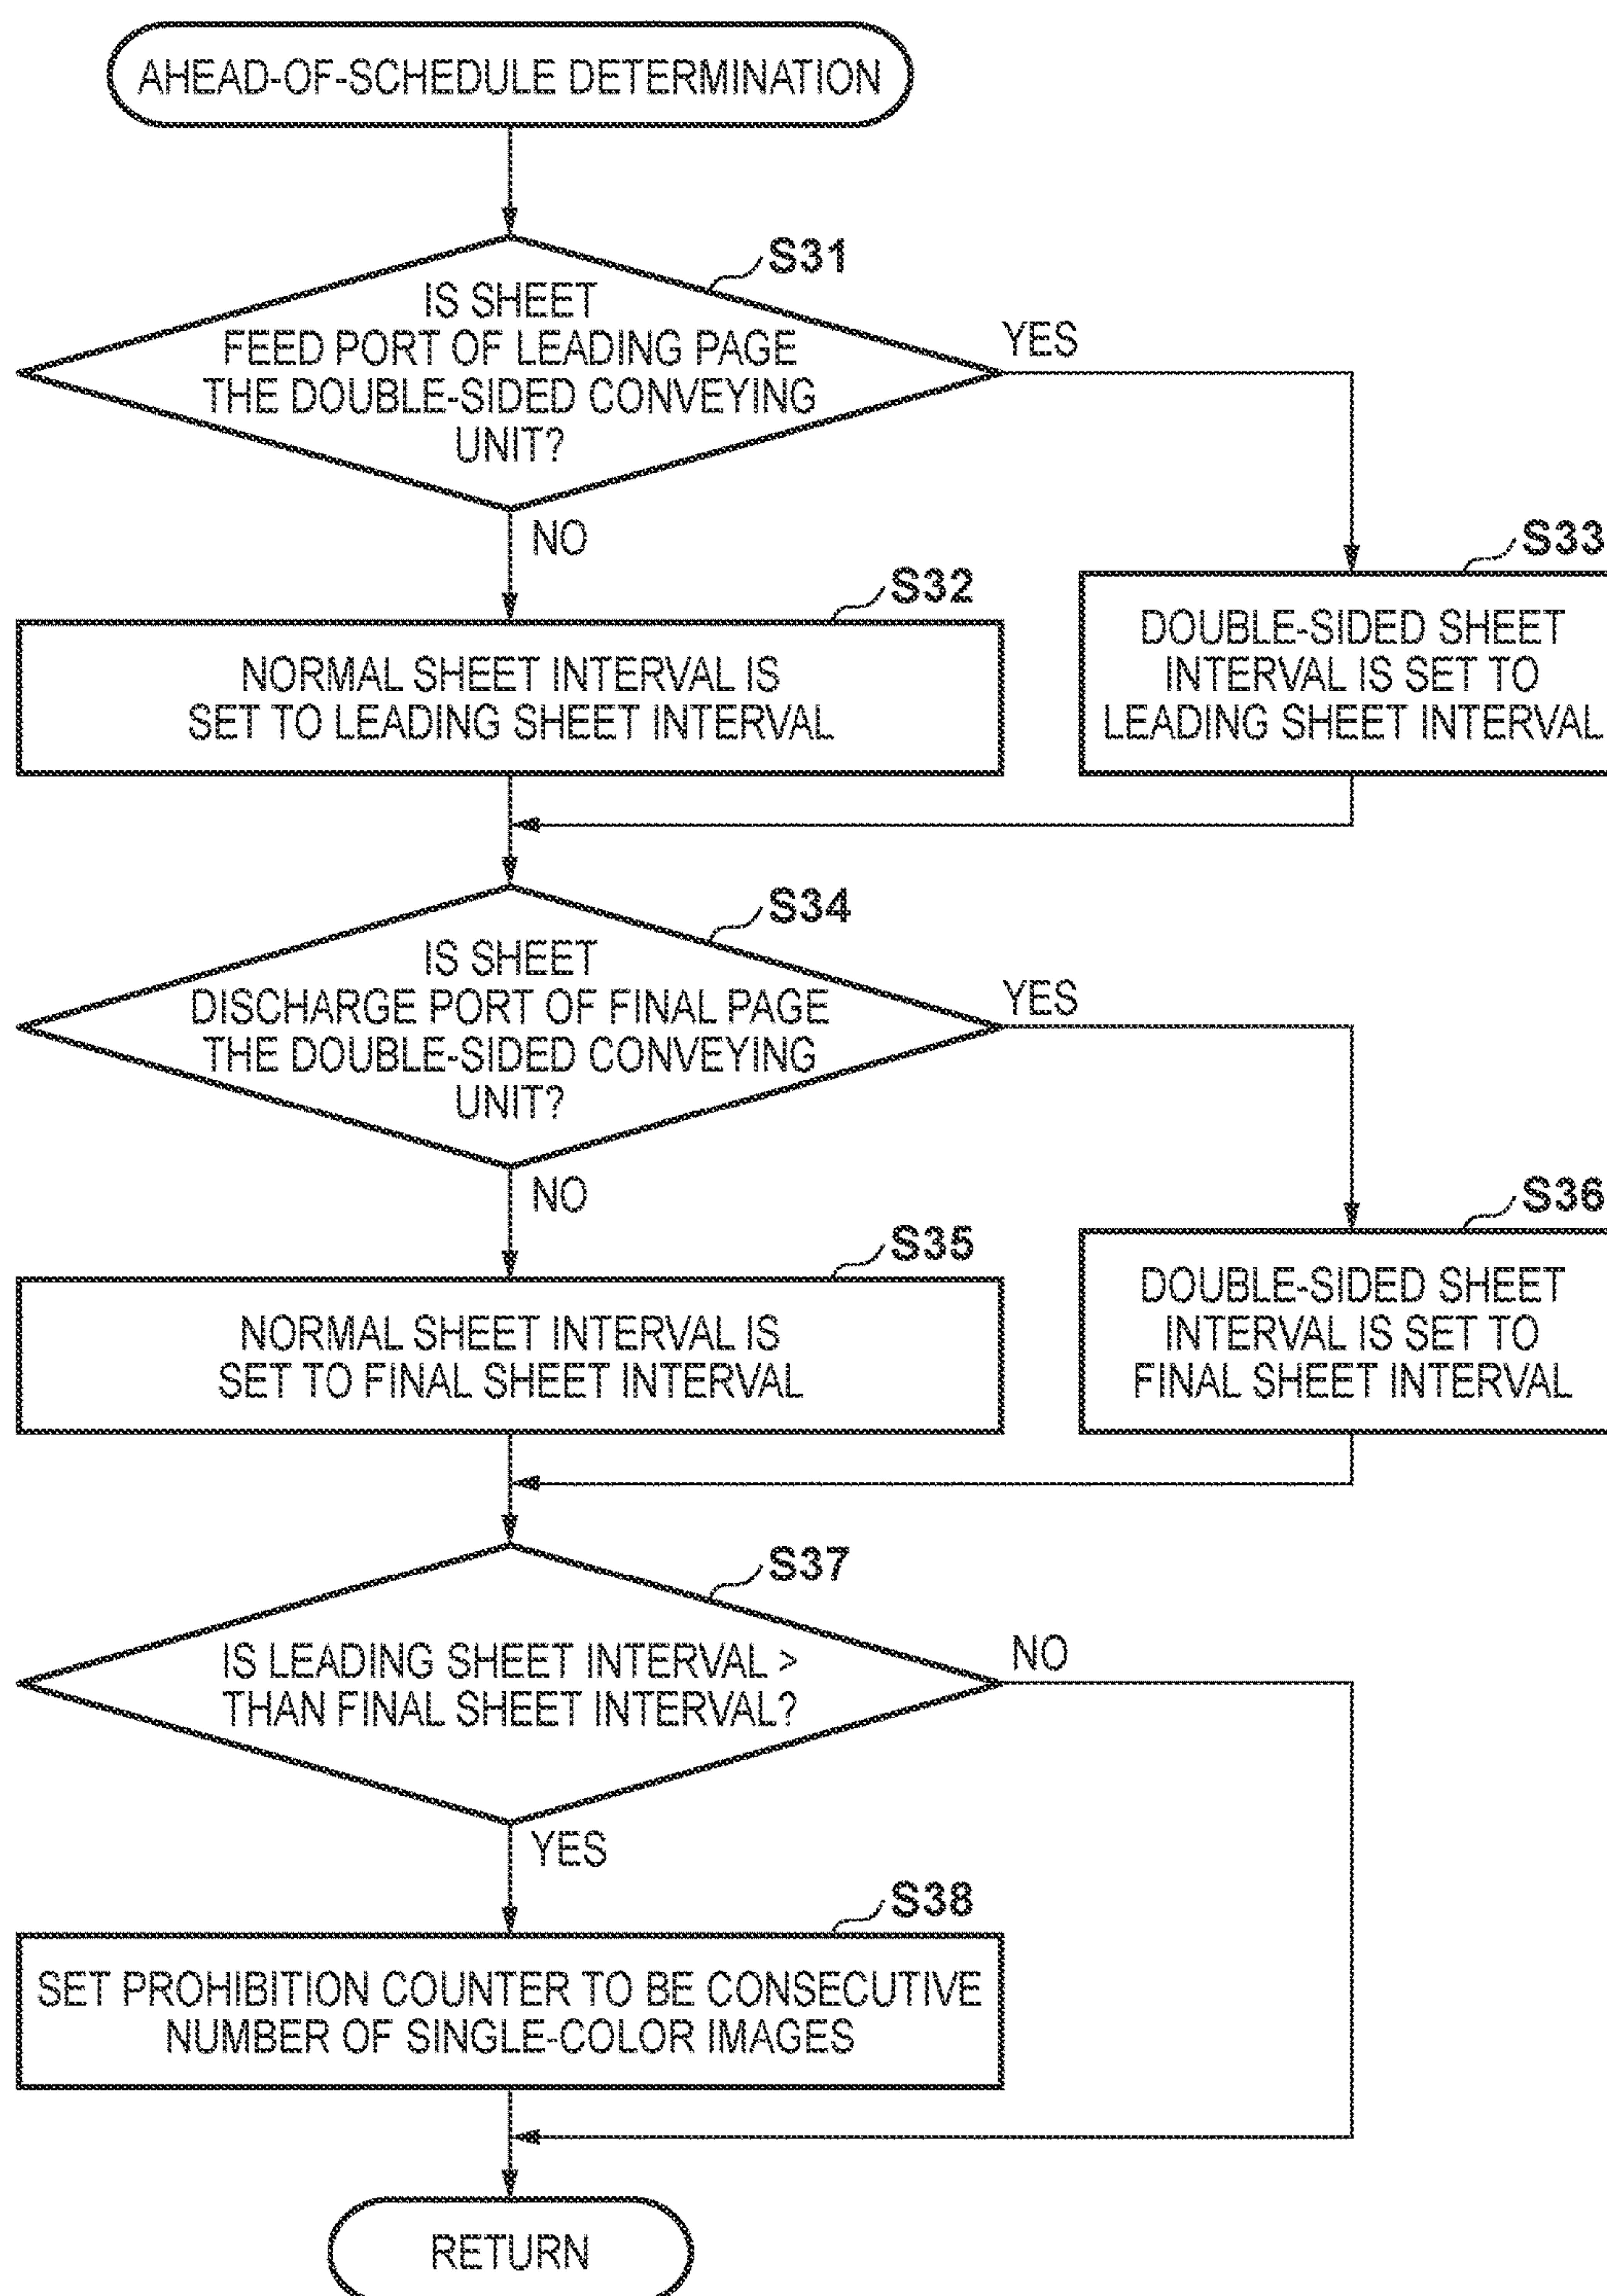 AHEAD-OF-SCHEDULE DETERMINATION
S31
IS SHEET
FEED PORT OF LEADING PAGE
THE DOUBLE-SIDED CONVEYING
UNIT?
YES
NO
S32
NORMAL SHEET INTERVAL IS
SET TO LEADING SHEET INTERVAL
S33
DOUBLE-SIDED SHEET
INTERVAL IS SET TO
LEADING SHEET INTERVAL
S34
IS SHEET
DISCHARGE PORT OF FINAL PAGE
THE DOUBLE-SIDED CONVEYING
UNIT?
YES
NO
S35
NORMAL SHEET INTERVAL IS
SET TO FINAL SHEET INTERVAL
S36
DOUBLE-SIDED SHEET
INTERVAL IS SET TO
FINAL SHEET INTERVAL
S37
IS LEADING SHEET INTERVAL >
THAN FINAL SHEET INTERVAL?
NO
YES
S38
SET PROHIBITION COUNTER TO BE CONSECUTIVE
NUMBER OF SINGLE-COLOR IMAGES
RETURN